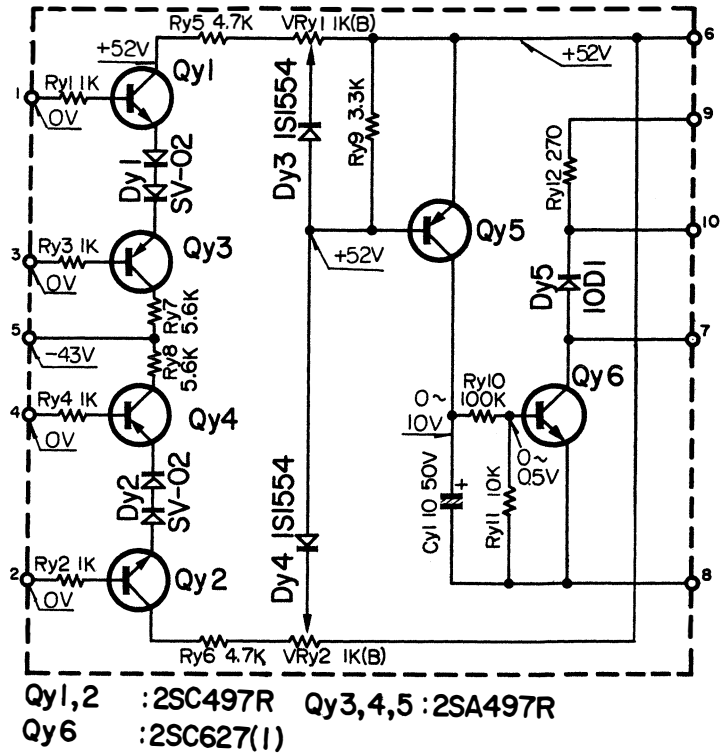 Ry5 4.7K VRy1 1K(B)
6
+52V
+52V
Qy1
Ry1 1K
1
0V
9
Dy1
SV-02
Dy3 1S1554
Ry9 3.3K
Ry12 270
Qy3
Ry3 1K
3
0V
10
Qy5
+52V
Dy5
10D1
Ry7
5.6K
5
-43V
7
Ry8
5.6K
Qy6
Ry4 1K
4
0V
Qy4
0~
10V
Ry10
100K
0~
0.5V
Dy2
SV-02
Dy4 1S1554
Cy1 10 50V
+
Ry11 10K
Ry2 1K
2
0V
Qy2
8
Ry6 4.7K VRy2 1K(B)
Qy1,2 :2SC497R Qy3,4,5:2SA497R
Qy6 :2SC627(1)